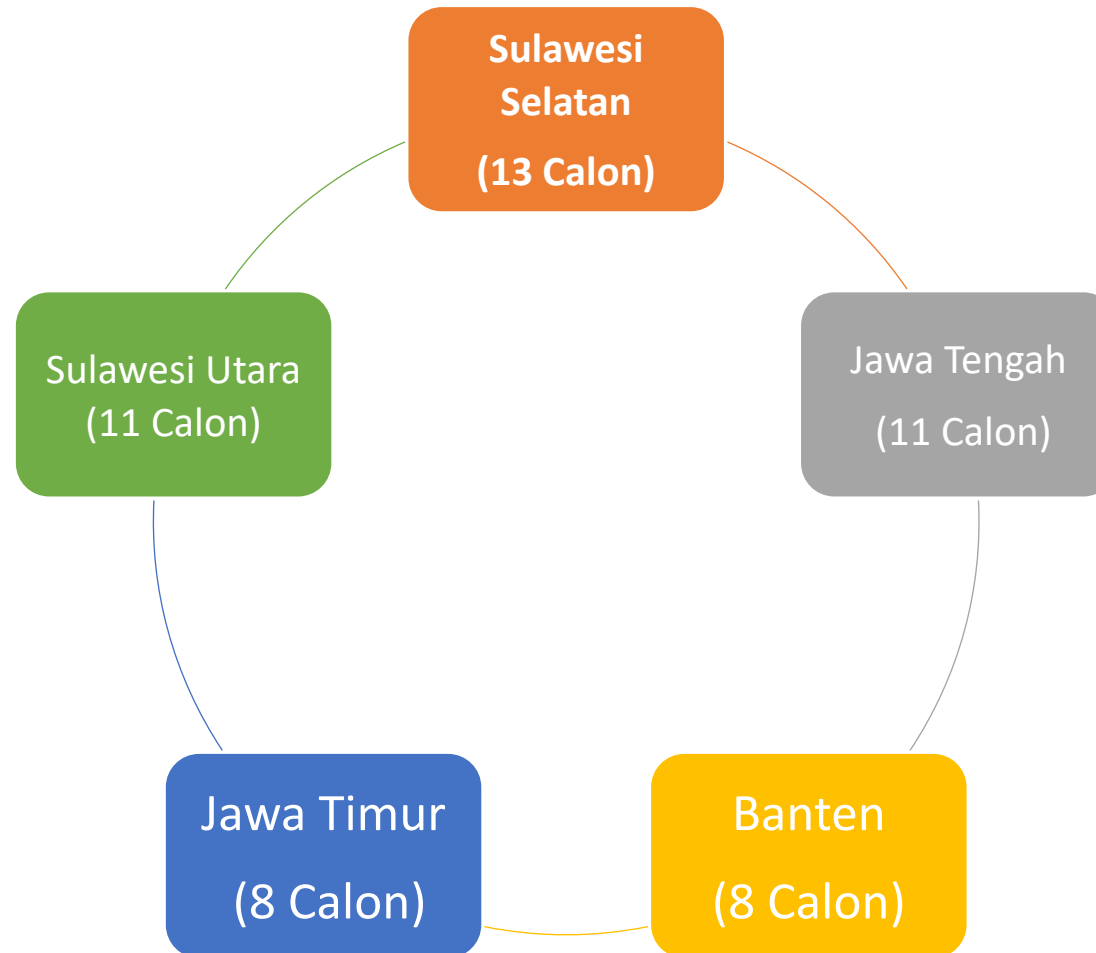 Sulawesi
Selatan
(13 Calon)
Jawa Tengah
(11 Calon)
Banten
(8 Calon)
Jawa Timur
(8 Calon)
Sulawesi Utara
(11 Calon)